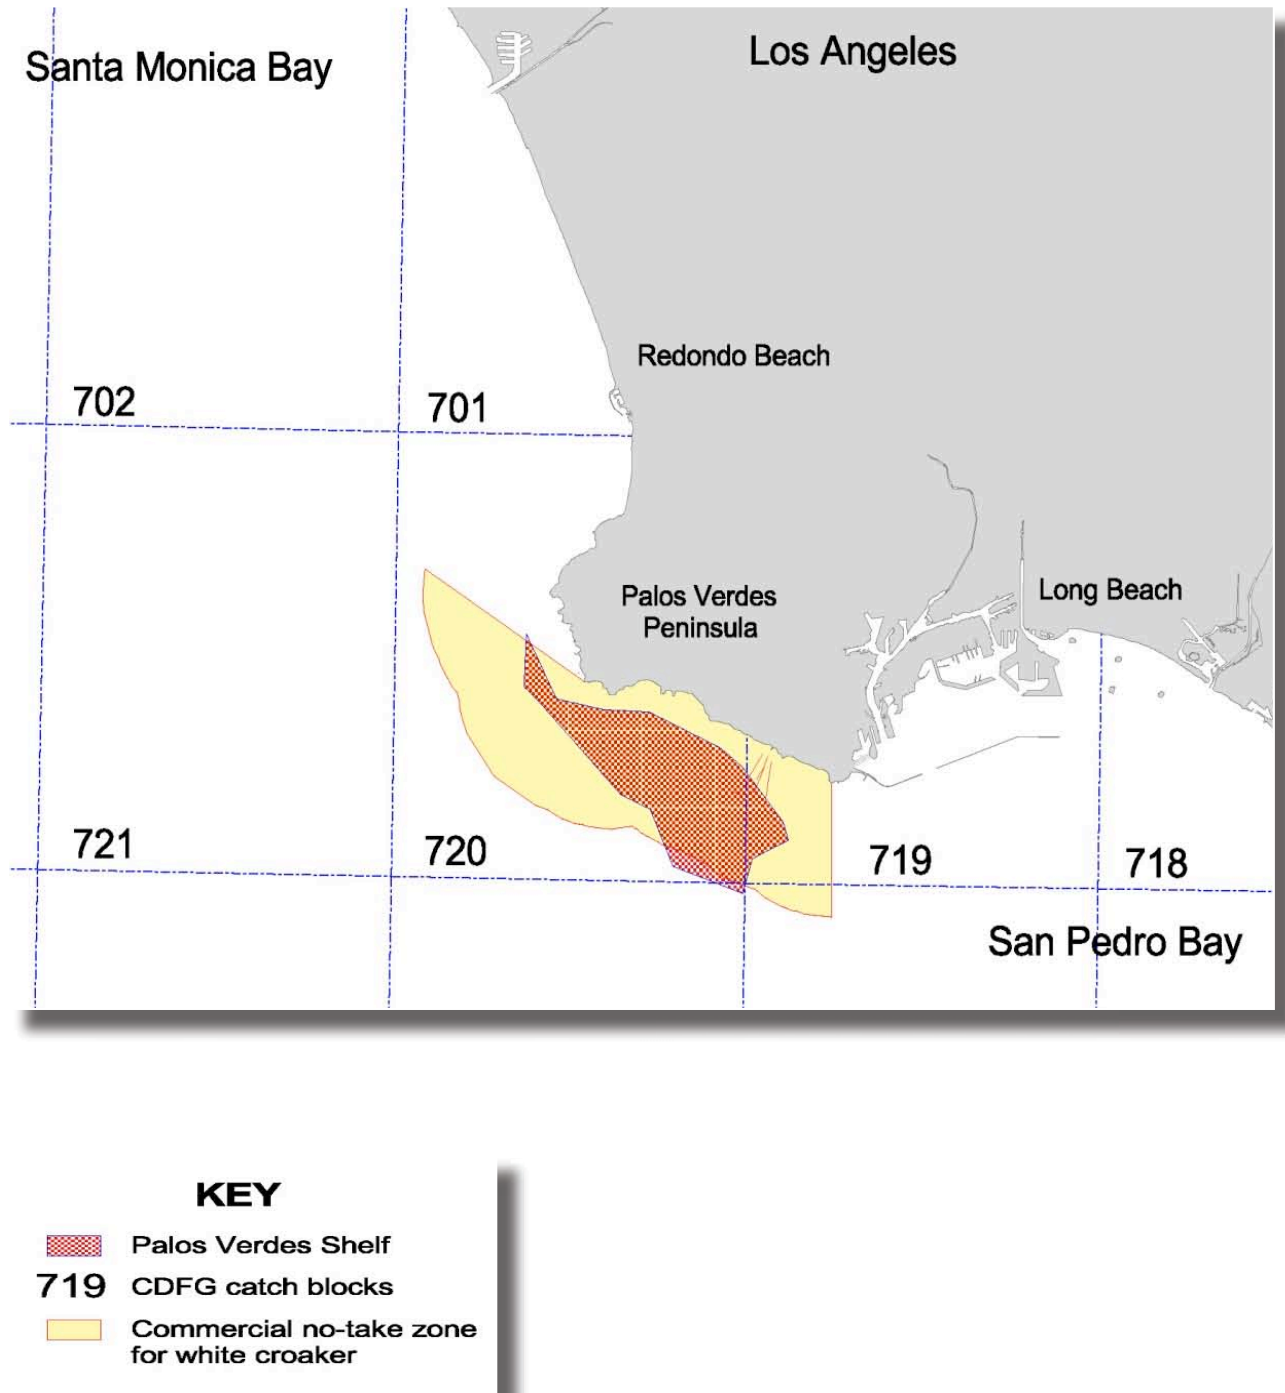 Santa Monica Bay
Los Angeles
Redondo Beach
702
701
Palos Verdes
Peninsula
Long Beach
721
720
719
718
San Pedro Bay
KEY
Palos Verdes Shelf
719 CDFG catch blocks
Commercial no-take zone
for white croaker